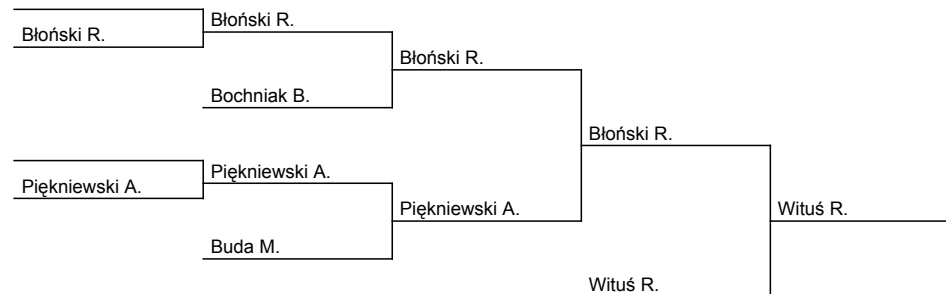 Błoński R.
Błoński R.
Błoński R.
Bochniak B.
Błoński R.
Piękniewski A.
Piękniewski A.
Piękniewski A.
Wituś R.
Buda M.
Wituś R.